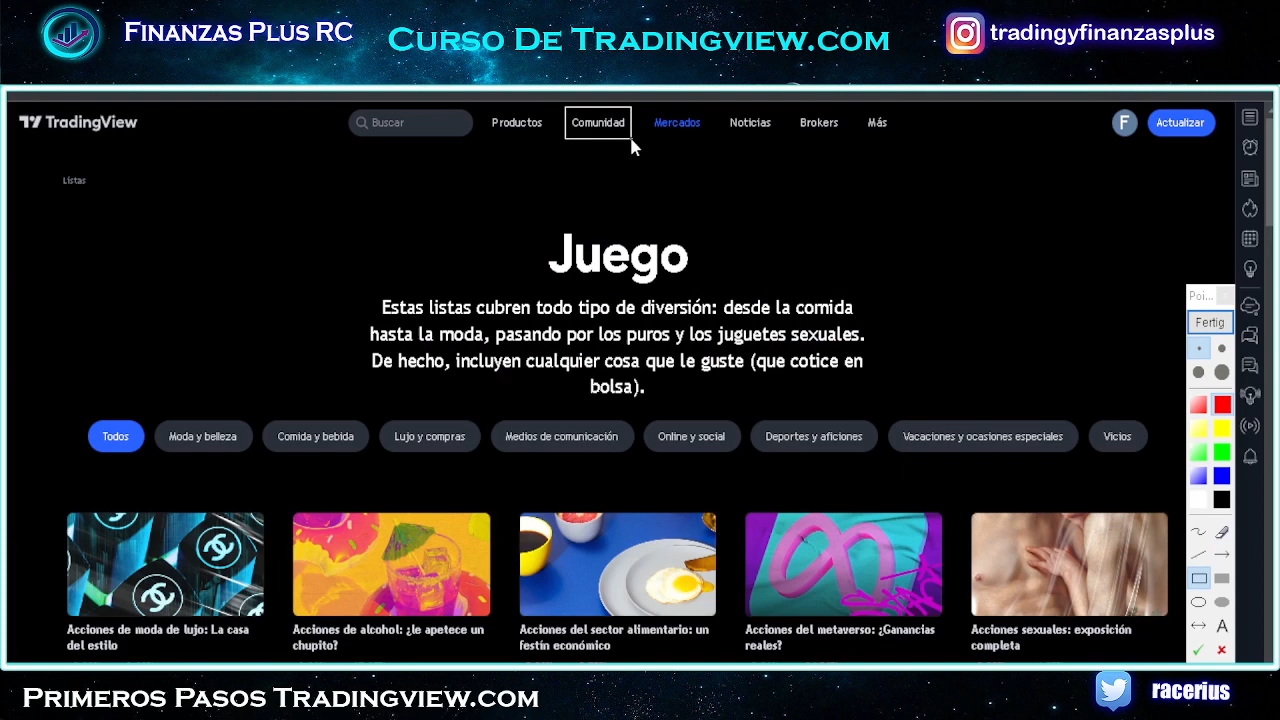 FINANZAS PLUS RC
CURSO DE TRADINGVIEW.COM
tradingyfinanzasplus
TradingView
Buscar
Productos
Comunidad
Mercados
Noticias
Brokers
Más
F
Actualizar
Listas
Juego
Estas listas cubren todo tipo de diversión: desde la comida
hasta la moda, pasando por los puros y los juguetes sexuales.
De hecho, incluyen cualquier cosa que le guste (que cotice en
bolsa).
Poi...
Fertig
Todos
Moda y belleza
Comida y bebida
Lujo y compras
Medios de comunicación
Online y social
Deportes y aficiones
Vacaciones y ocasiones especiales
Vicios
Acciones de moda de lujo: La casa
del estilo
Acciones de alcohol: ¿le apetece un
chupito?
Acciones del sector alimentario: un
festín económico
Acciones del metaverso: ¿Ganancias
reales?
Acciones sexuales: exposición
completa
A
PRIMEROS PASOS TRADINGVIEW.COM
racerius